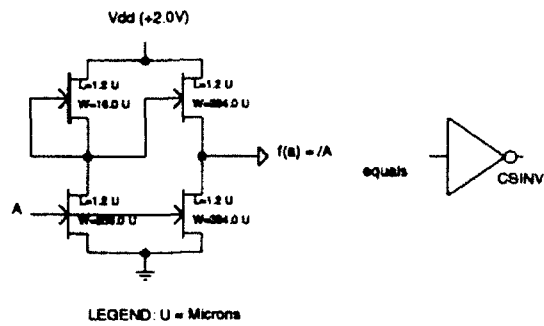 Vdd (+2.0V)
L=1.2 U
W=16.0 U
L=1.2 U
f(a) = /A
equals
CSINV
A
L=1.2 U
L=1.2 U
LEGEND: U = Microns